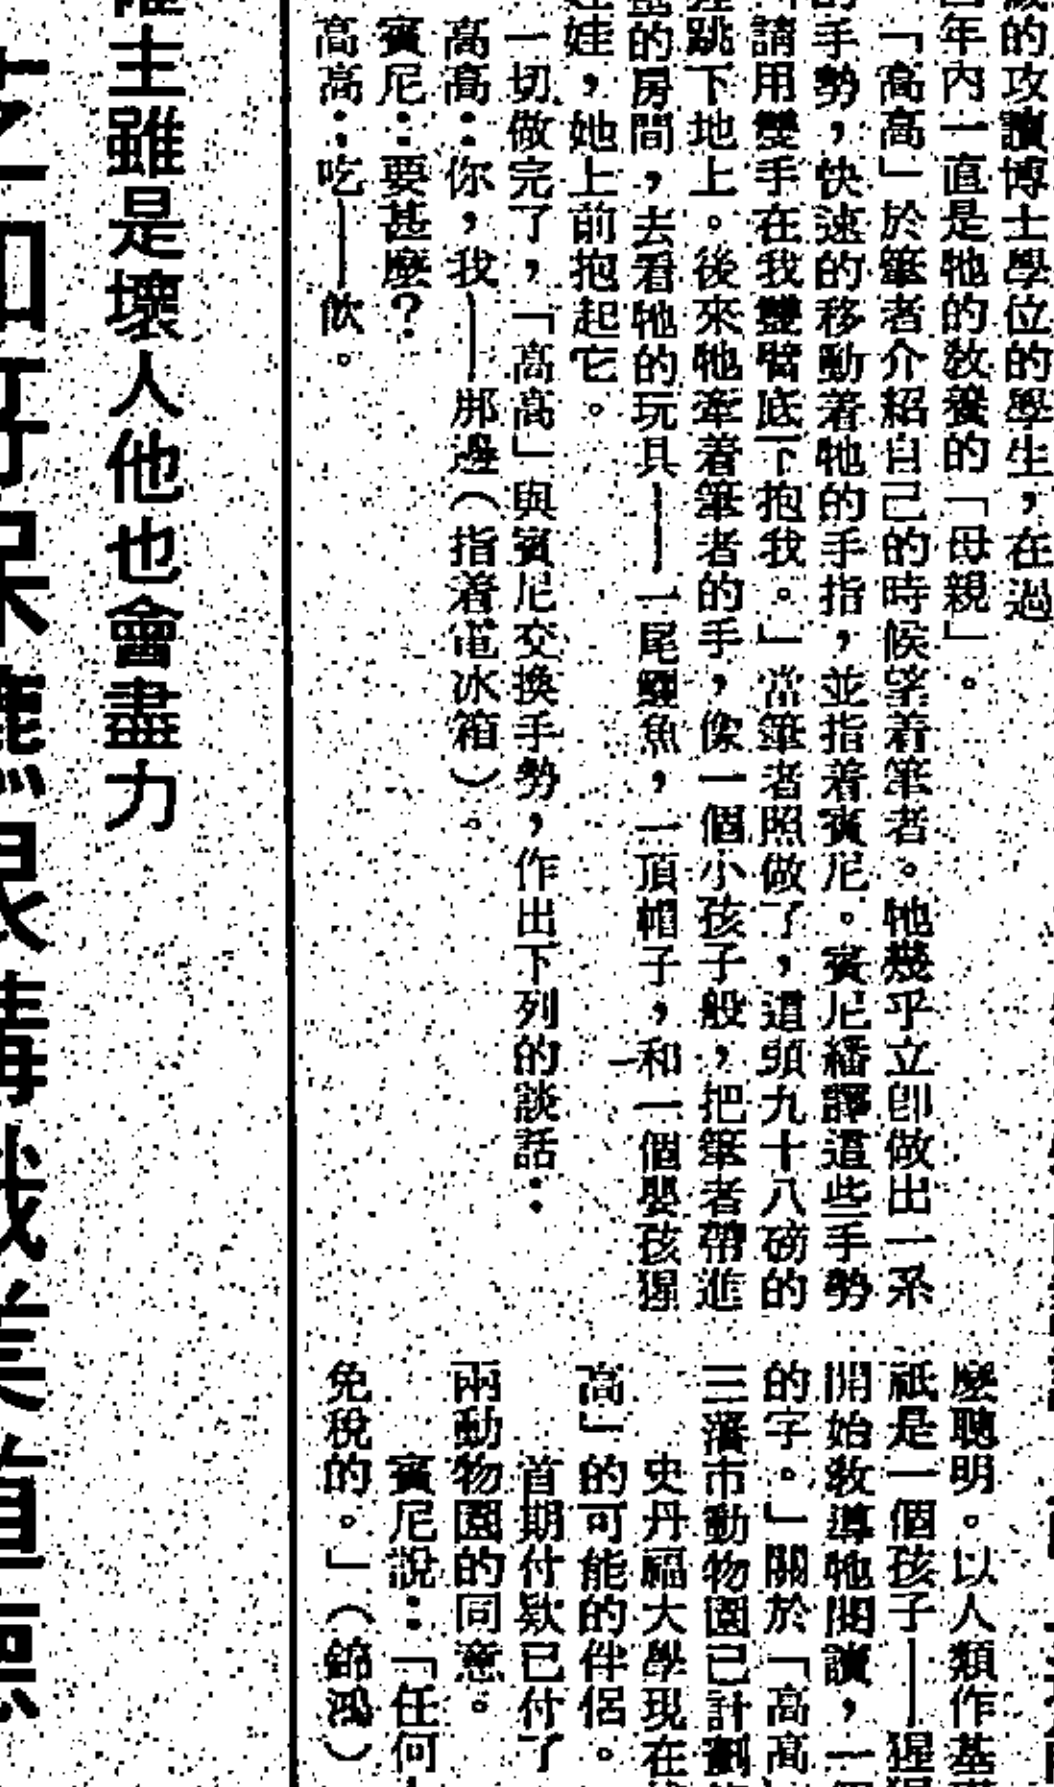 的攻讀博士學位的學生，在過
年內一直是牠的教養的「母親」。
「高高」於筆者介紹自己的時候望着筆者。牠幾乎立卽做出一系
的手勢，快速的移動着牠的手指，並指着賓尼。賓尼繙譯這些手勢
請用雙手在我雙臂底下抱我。」當筆者照做了，這頭九十八磅的
跳下地上。後來牠牽着筆者的手，像一個小孩子般，把筆者帶進
的房間，去看牠的玩具——一尾鱷魚，一頂帽子，和一個嬰孩猩
娃，她上前抱起它。
一切做完了，「高高」與賓尼交換手勢，作出下列的談話：
高高：你，我——那邊（指着電冰箱）。
賓尼：要甚麼？
高高：吃——飲。
麼聰明。以人類作基
祇是一個孩子——猩
開始教導牠閱讀，一
的字。」關於「高高
三藩市動物園已計劃
史丹福大學現在
高」的可能的伴侶。
首期付欵已付了
兩動物園的同意。
賓尼說：「任何
免稅的。」（錦鴻）
主雖是壞人他也會盡力